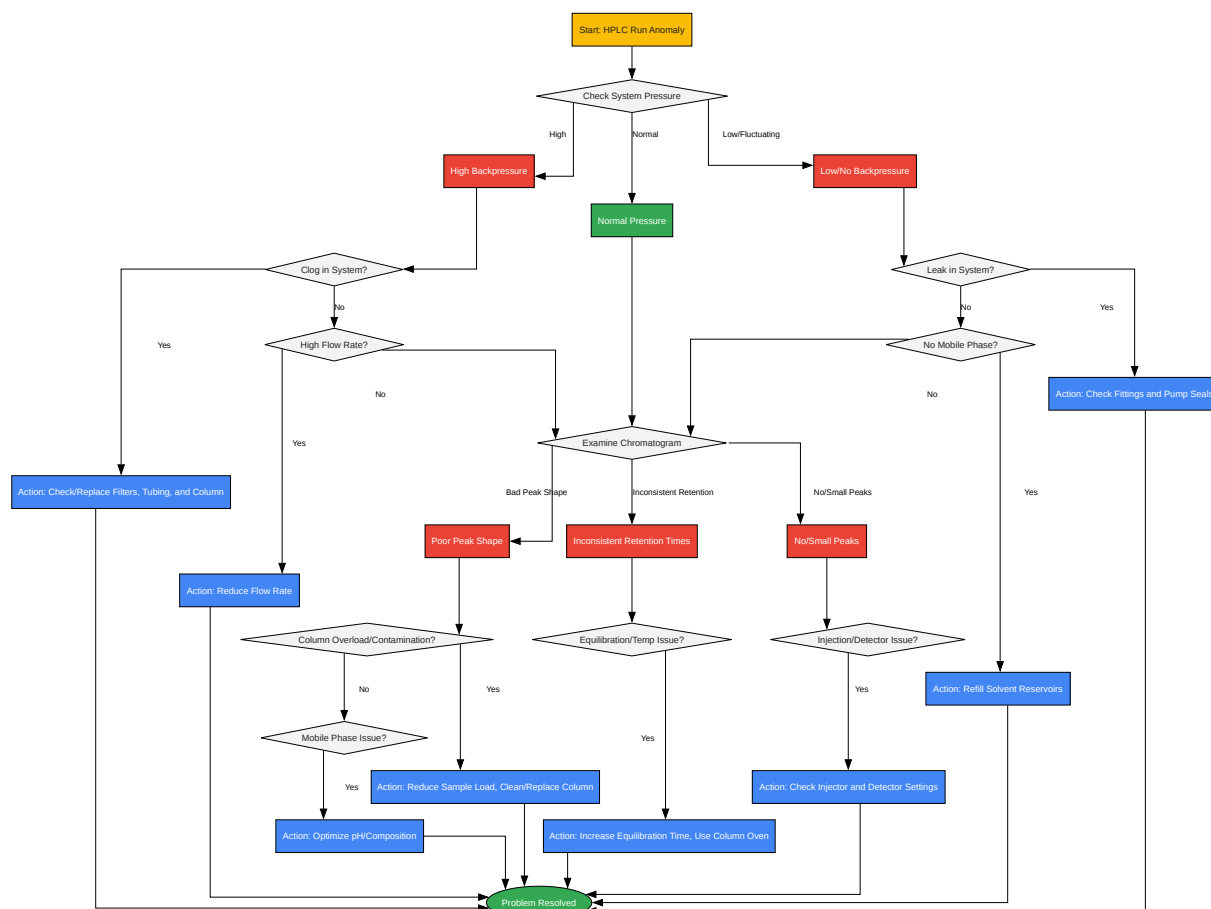 Start: HPLC Run Anomaly
Check System Pressure
High
Normal
Low/Fluctuating
High Backpressure
Low/No Backpressure
Normal Pressure
Clog in System?
Leak in System?
No
No
Yes
Yes
High Flow Rate?
No Mobile Phase?
No
No
Action: Check Fittings and Pump Seals
Yes
Examine Chromatogram
Action: Check/Replace Filters, Tubing, and Column
Bad Peak Shape
Inconsistent Retention
No/Small Peaks
Yes
Poor Peak Shape
Inconsistent Retention Times
No/Small Peaks
Action: Reduce Flow Rate
Column Overload/Contamination?
Equilibration/Temp Issue?
Injection/Detector Issue?
No
Yes
Yes
Action: Refill Solvent Reservoirs
Mobile Phase Issue?
Yes
Yes
Action: Reduce Sample Load, Clean/Replace Column
Action: Check Injector and Detector Settings
Action: Optimize pH/Composition
Action: Increase Equilibration Time, Use Column Oven
Problem Resolved